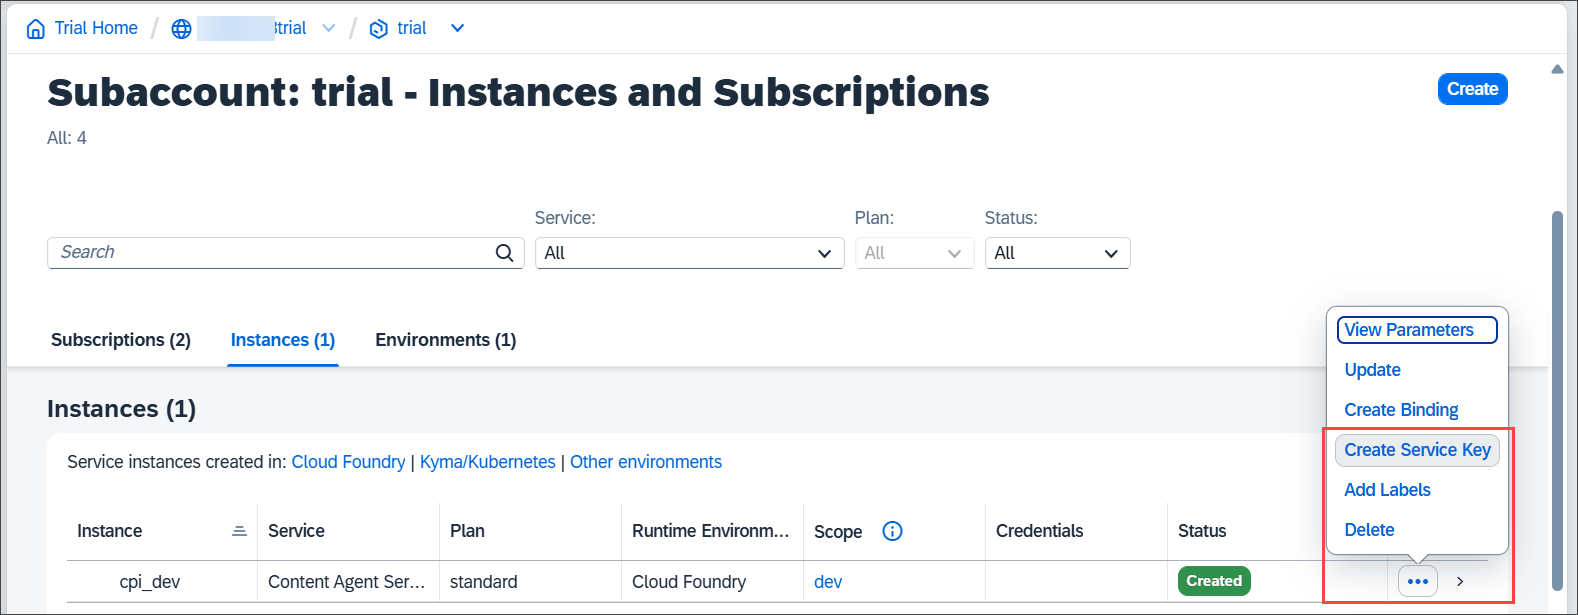 Trial Home / trial / trial
Subaccount: trial - Instances and Subscriptions
Create
All: 4
Service: Plan: Status:
Search All All All
Subscriptions (2) Instances (1) Environments (1)
View Parameters
Update
Create Binding
Create Service Key
Add Labels
Delete
Instances (1)
Service instances created in: Cloud Foundry | Kyma/Kubernetes | Other environments
Instance Service Plan Runtime Environm... Scope Credentials Status
cpi_dev Content Agent Ser... standard Cloud Foundry dev Created